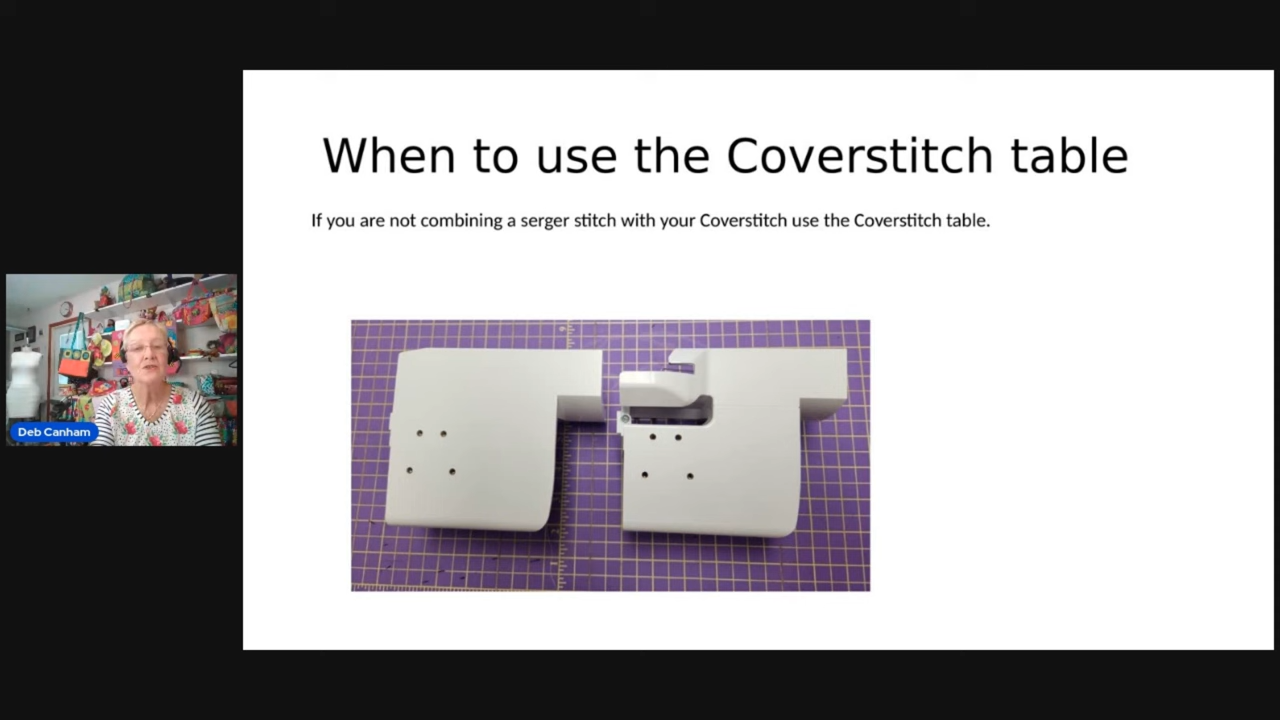 When to use the Coverstitch table
If you are not combining a serger stitch with your Coverstitch use the Coverstitch table.
Deb Canham